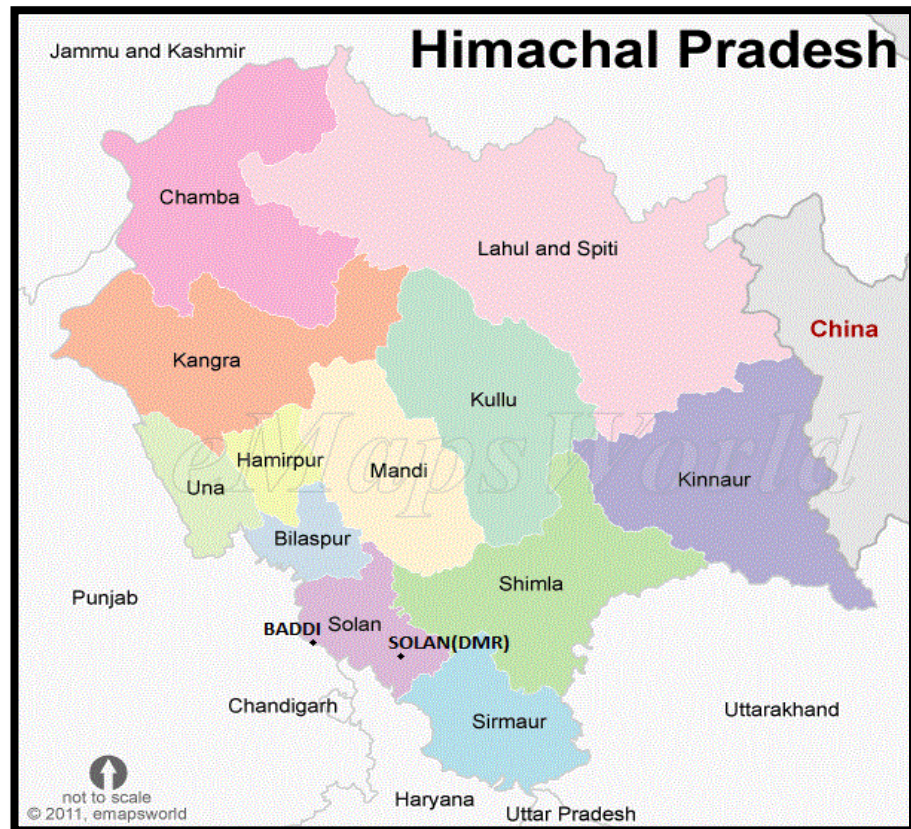 Himachal Pradesh
Jammu and Kashmir
Chamba
Lahul and Spiti
China
Kangra
Kullu
Hamirpur
Mandi
Una
Kinnaur
eMapsWorld
Bilaspur
Shimla
Punjab
BADDI
Solan
SOLAN(DMR)
Chandigarh
Sirmaur
Uttarakhand
not to scale
© 2011, emapsworld
Haryana
Uttar Pradesh